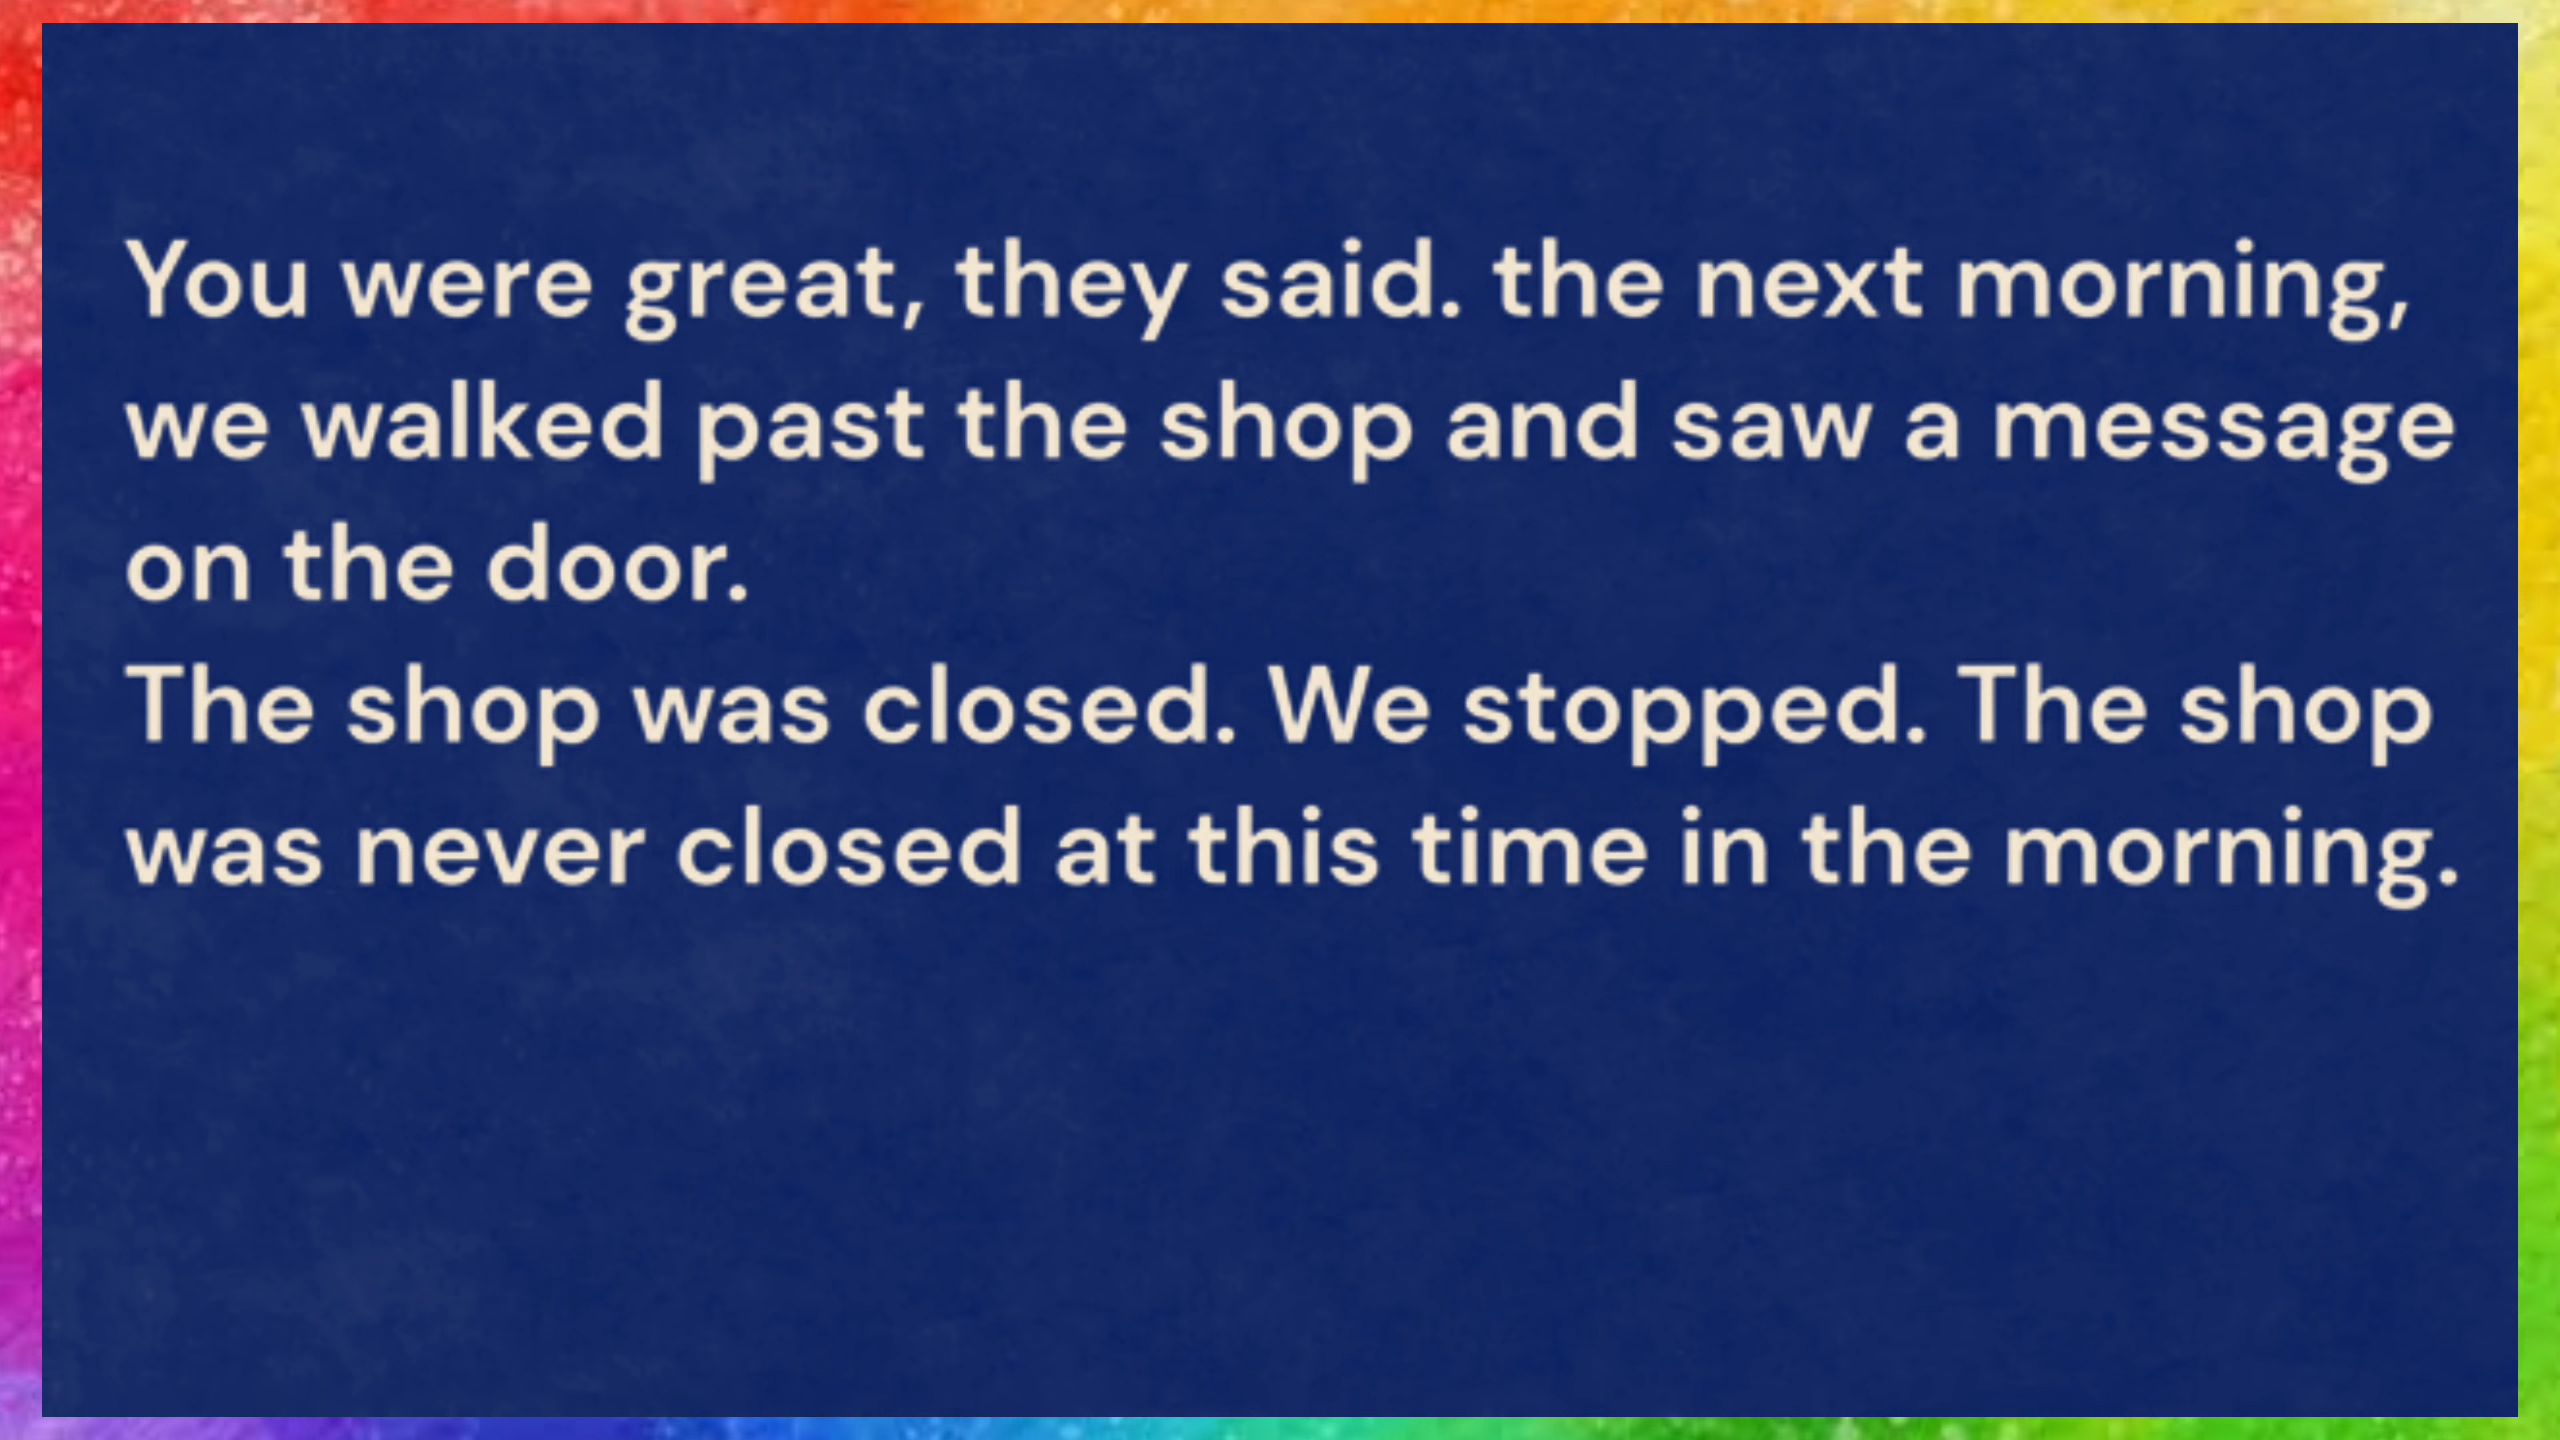 You were great, they said. the next morning,
we walked past the shop and saw a message
on the door.
The shop was closed. We stopped. The shop
was never closed at this time in the morning.